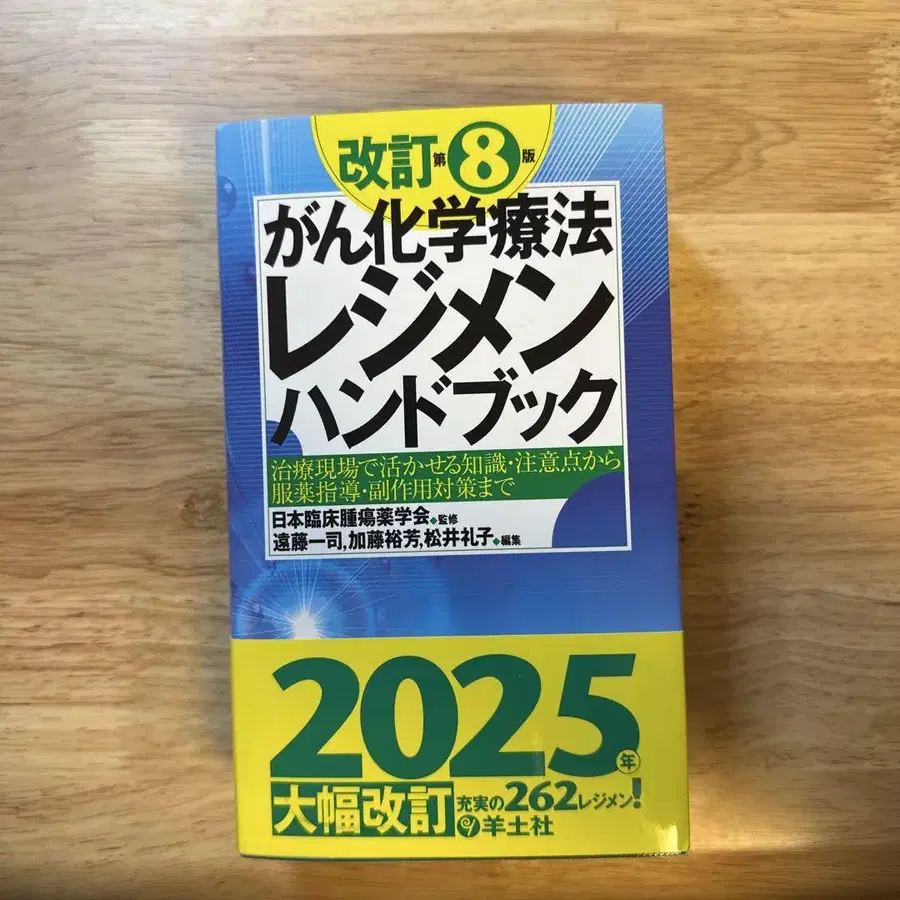 改訂第8版
がん化学療法
レジメン
ハンドブック
治療現場で活かせる知識・注意点から
服薬指導・副作用対策まで
日本臨床腫瘍薬学会◆監修
遠藤一司,加藤裕芳,松井礼子◆編集
2025年
大幅改訂 充実の262レジメン!
羊土社